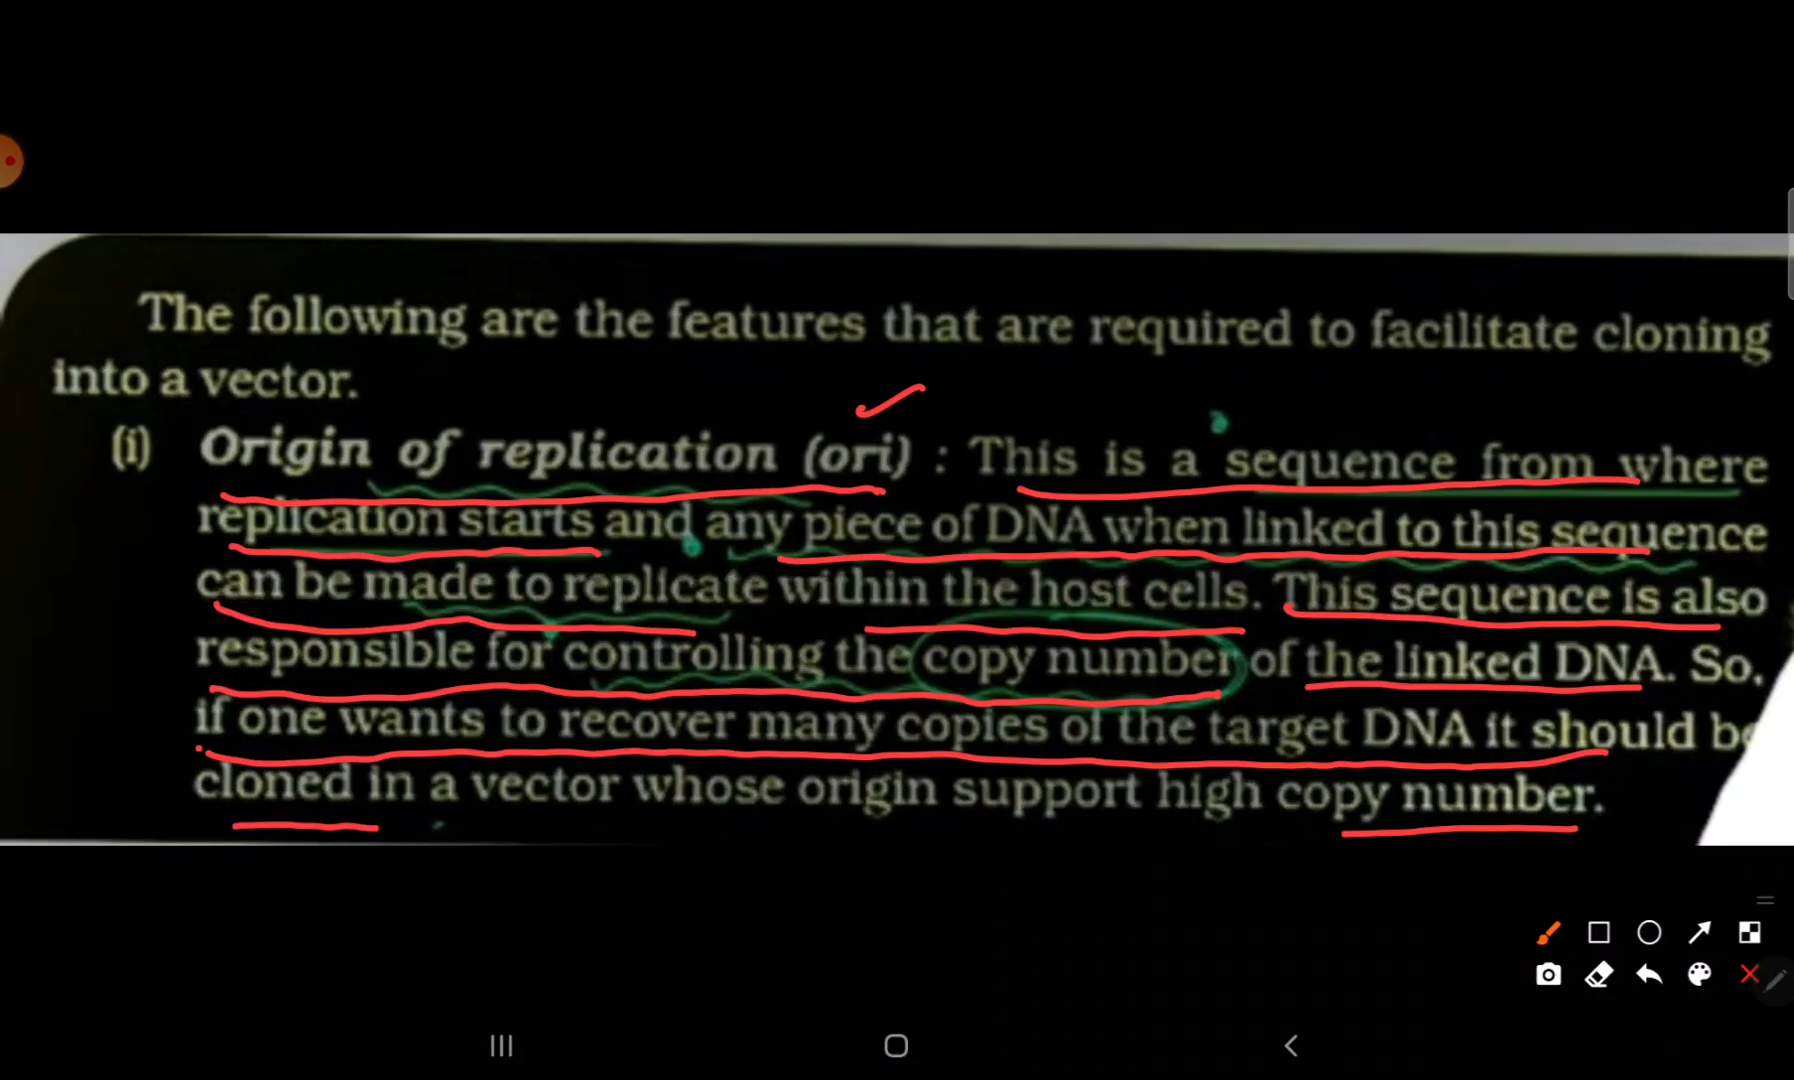 The following are the features that are required to facilitate cloning
into a vector.
(i) Origin of replication (ori) : This is a sequence from where
replication starts and any piece of DNA when linked to this sequence
can be made to replicate within the host cells. This sequence is also
responsible for controlling the copy number of the linked DNA. So,
if one wants to recover many copies of the target DNA it should be
cloned in a vector whose origin support high copy number.